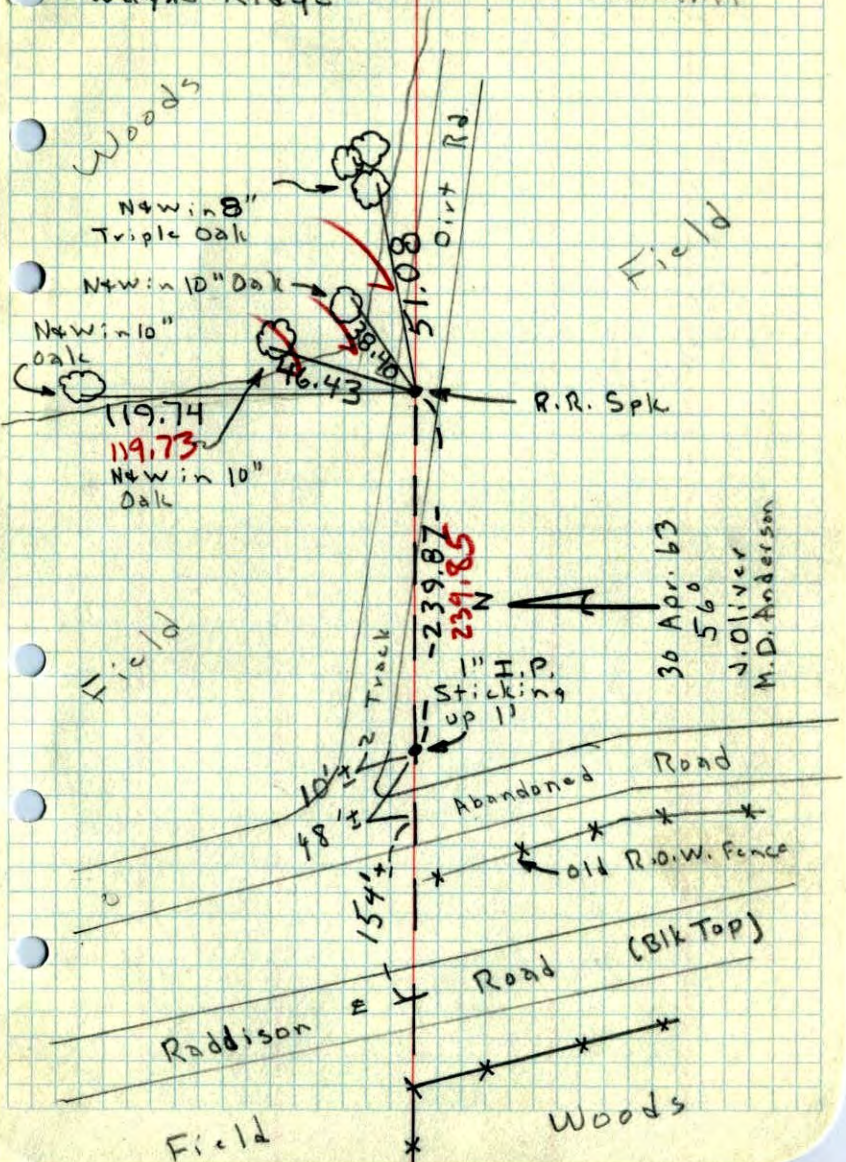 Wayne Ridge
Woods
Dirt Rd
N&W in 8"
Triple Oak
51.08
Field
N&W in 10" Oak
38.40
N&W in 10"
Oak
46.43
R.R. Spk
119.74
119.73
N&W in 10"
Oak
239.87
239.85
N
30 Apr. 63
56°
J. Oliver
M.D. Anderson
Field
2 Track
1" I.P.
Sticking
up 1'
10'±
48'±
Abandoned Road
Old R.O.W. Fence
154'±
Raddison Road (Blk Top)
Field
Woods